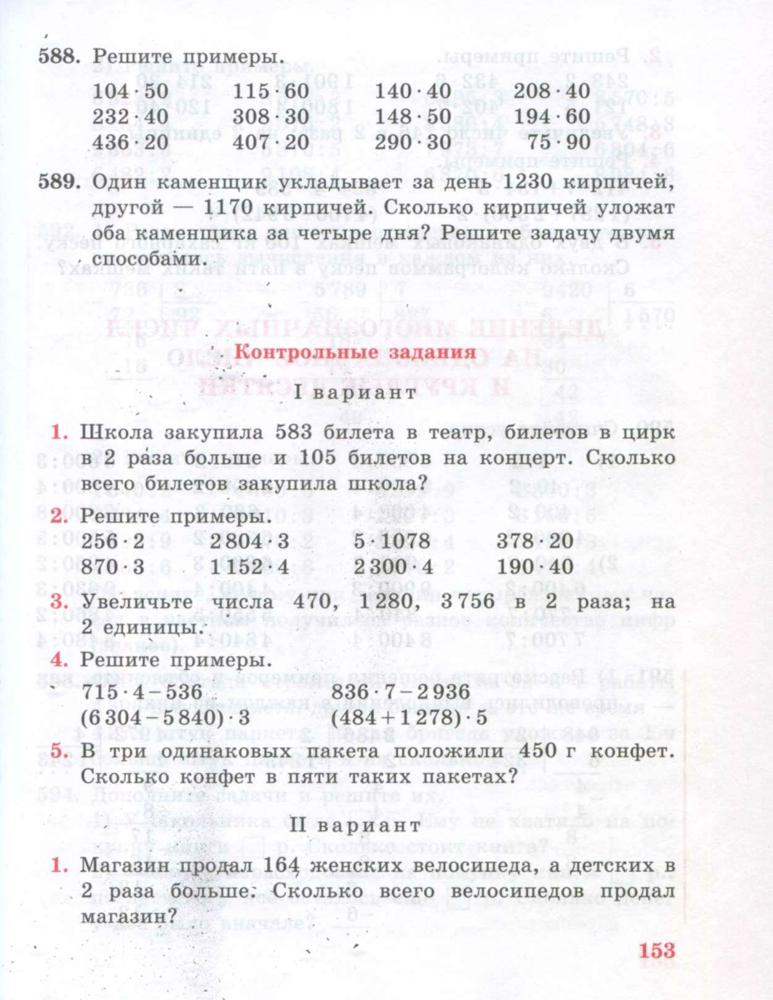 588. Решите примеры.
104·50 115·60 140·40 208·40
232·40 308·30 148·50 194·60
436·20 407·20 290·30 75·90
589. Один каменщик укладывает за день 1230 кирпичей,
другой — 1170 кирпичей. Сколько кирпичей уложат
оба каменщика за четыре дня? Решите задачу двумя
способами.
Контрольные задания
I вариант
1. Школа закупила 583 билета в театр, билетов в цирк
в 2 раза больше и 105 билетов на концерт. Сколько
всего билетов закупила школа?
2. Решите примеры.
256·2 2804·3 5·1078 378·20
870·3 1152·4 2300·4 190·40
3. Увеличьте числа 470, 1280, 3756 в 2 раза; на
2 единицы.
4. Решите примеры.
715·4−536 836·7−2936
(6304−5840)·3 (484+1278)·5
5. В три одинаковых пакета положили 450 г конфет.
Сколько конфет в пяти таких пакетах?
II вариант
1. Магазин продал 164 женских велосипеда, а детских в
2 раза больше. Сколько всего велосипедов продал
магазин?
153